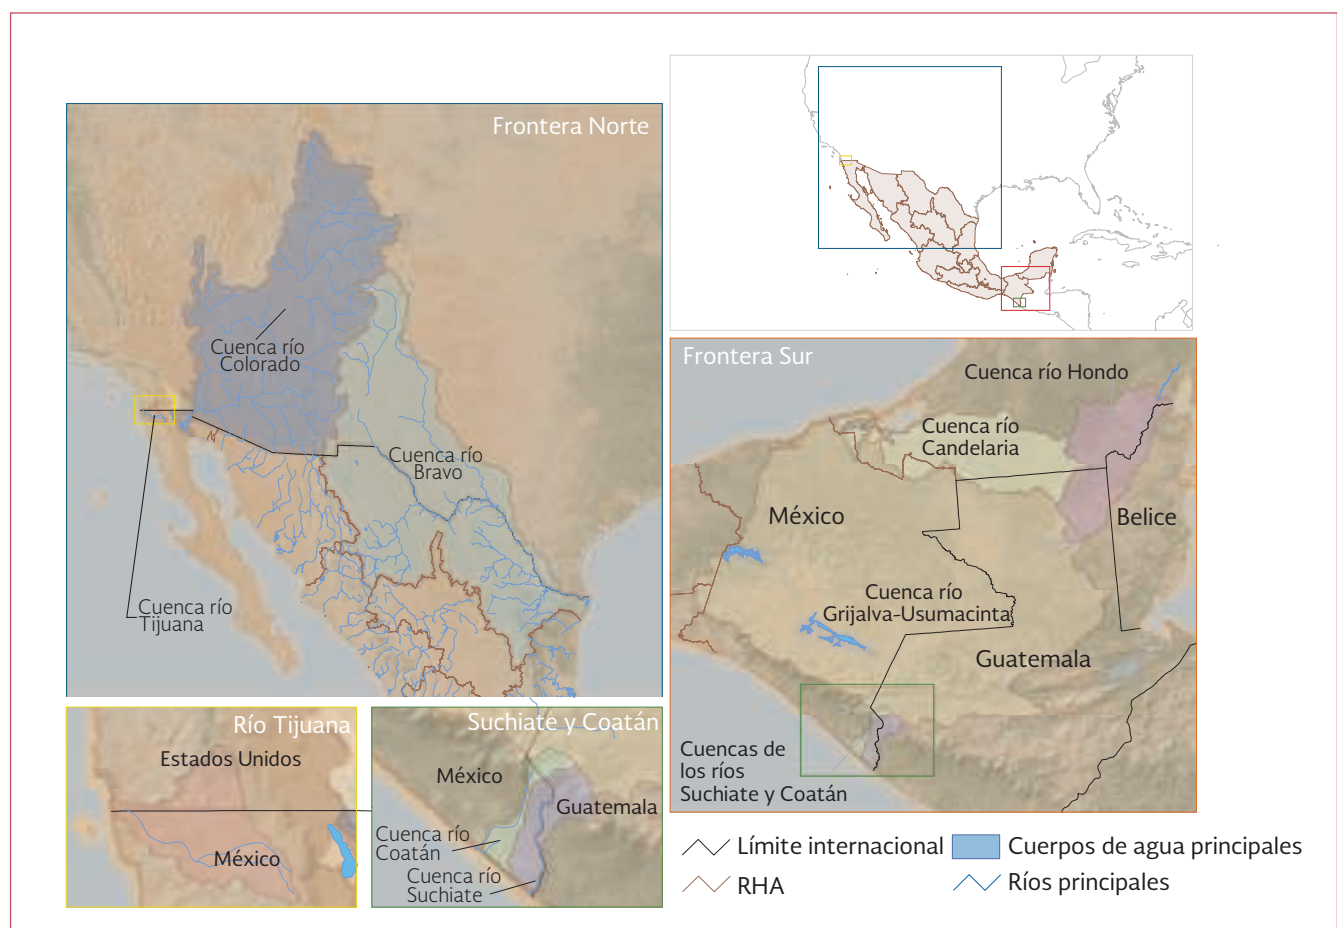 Frontera Norte
Cuenca río
Colorado
Cuenca río
Bravo
Cuenca río
Tijuana
Frontera Sur
Cuenca río Hondo
Cuenca río
Candelaria
México
Belice
Cuenca río
Grijalva-Usumacinta
Guatemala
Cuencas de
los ríos
Suchiate y Coatán
Río Tijuana
Estados Unidos
México
Suchiate y Coatán
México
Guatemala
Cuenca río
Coatán
Cuenca río
Suchiate
Límite internacional
Cuerpos de agua principales
RHA
Ríos principales